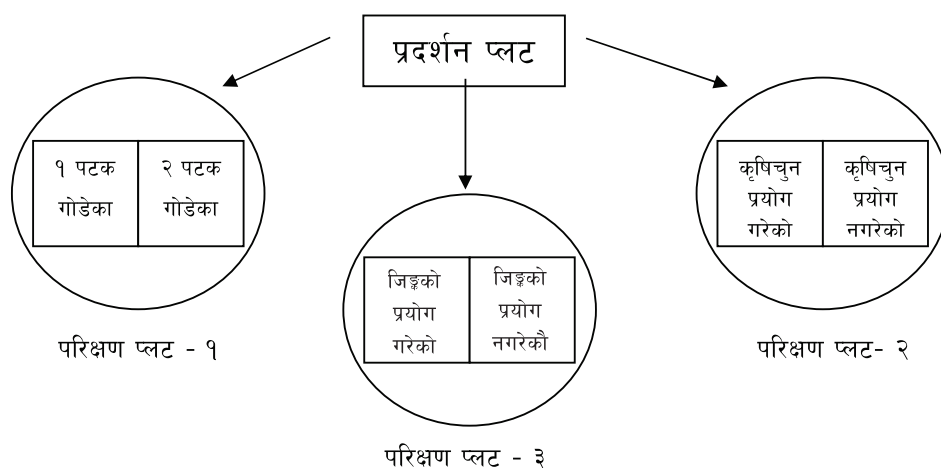 प्रदर्शन प्लट
१ पटक
गोडेका
२ पटक
गोडेका
परिक्षण प्लट - १
जिङ्कको
प्रयोग
गरेको
जिङ्कको
प्रयोग
नगरेकौ
परिक्षण प्लट - ३
कृषिचुन
प्रयोग
गरेको
कृषिचुन
प्रयोग
नगरेको
परिक्षण प्लट- २